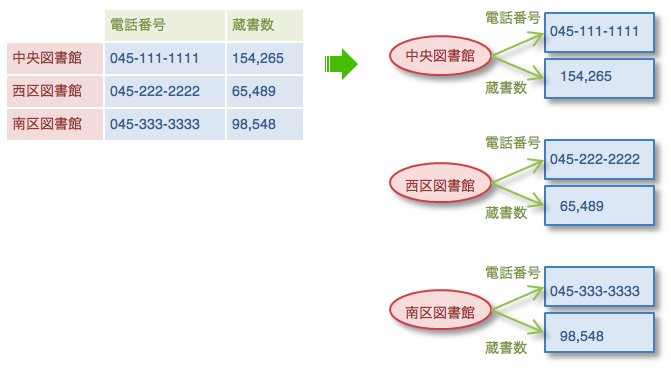 電話番号 蔵書数
中央図書館 045-111-1111 154,265
西区図書館 045-222-2222 65,489
南区図書館 045-333-3333 98,548
電話番号
045-111-1111
中央図書館
154,265
蔵書数
電話番号
045-222-2222
西区図書館
65,489
蔵書数
電話番号
045-333-3333
南区図書館
98,548
蔵書数